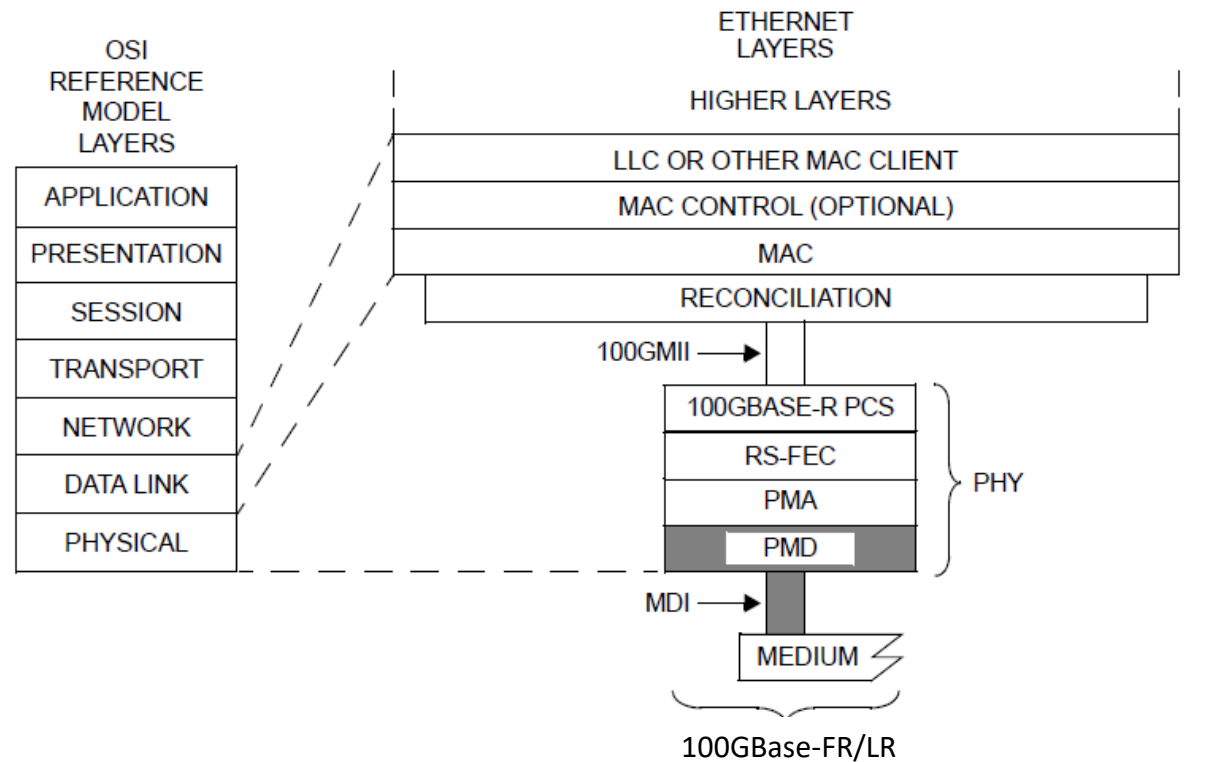 OSI
REFERENCE
MODEL
LAYERS
APPLICATION
PRESENTATION
SESSION
TRANSPORT
NETWORK
DATA LINK
PHYSICAL
ETHERNET
LAYERS
HIGHER LAYERS
LLC OR OTHER MAC CLIENT
MAC CONTROL (OPTIONAL)
MAC
RECONCILIATION
100GMII
100GBASE-R PCS
RS-FEC
PMA
PMD
PHY
MDI
MEDIUM
100GBase-FR/LR